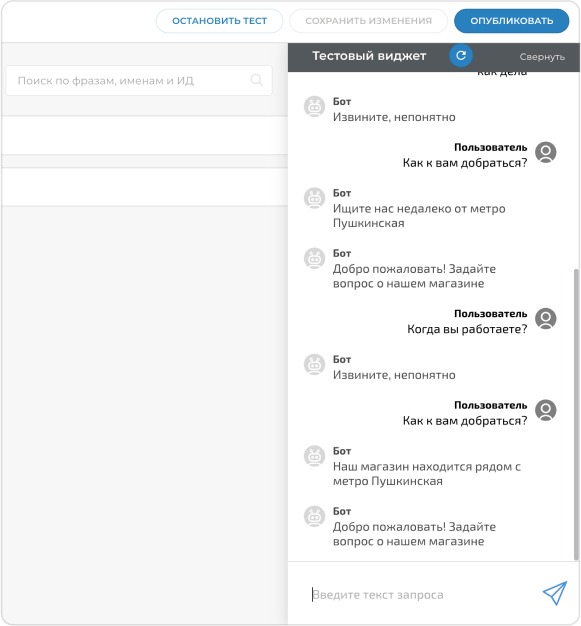 ОСТАНОВИТЬ ТЕСТ
СОХРАНИТЬ ИЗМЕНЕНИЯ
ОПУБЛИКОВАТЬ
Поиск по фразам, именам и ИД
Тестовый виджет
Свернуть
как дела
Бот
Извините, непонятно
Пользователь
Как к вам добраться?
Бот
Ищите нас недалеко от метро
Пушкинская
Бот
Добро пожаловать! Задайте
вопрос о нашем магазине
Пользователь
Когда вы работаете?
Бот
Извините, непонятно
Пользователь
Как к вам добраться?
Бот
Наш магазин находится рядом с
метро Пушкинская
Бот
Добро пожаловать! Задайте
вопрос о нашем магазине
Введите текст запроса